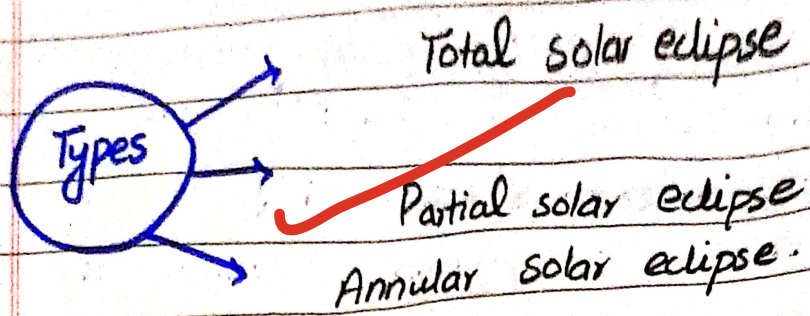 Total solar eclipse
Types
Partial solar eclipse
Annular solar eclipse.